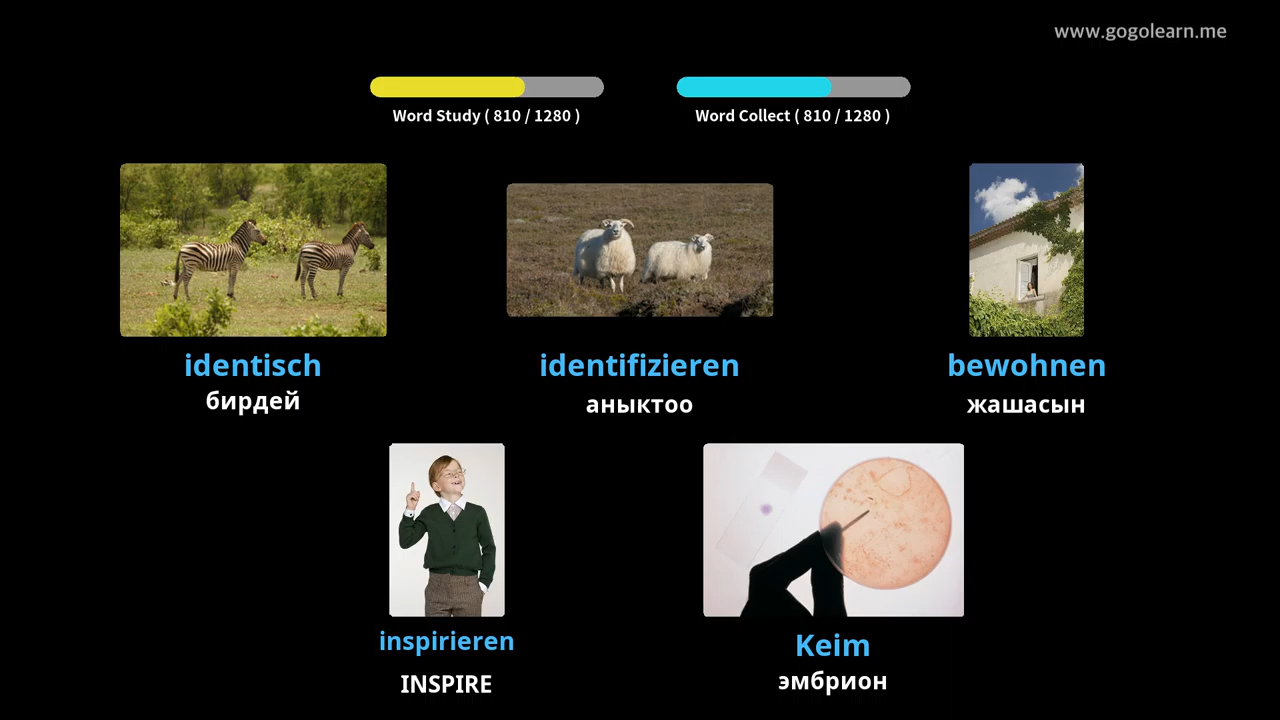 www.gogolearn.me
Word Study ( 810 / 1280 )
Word Collect ( 810 / 1280 )
identisch
бирдей
identifizieren
аныктоо
bewohnen
жашасын
inspirieren
INSPIRE
Keim
эмбрион